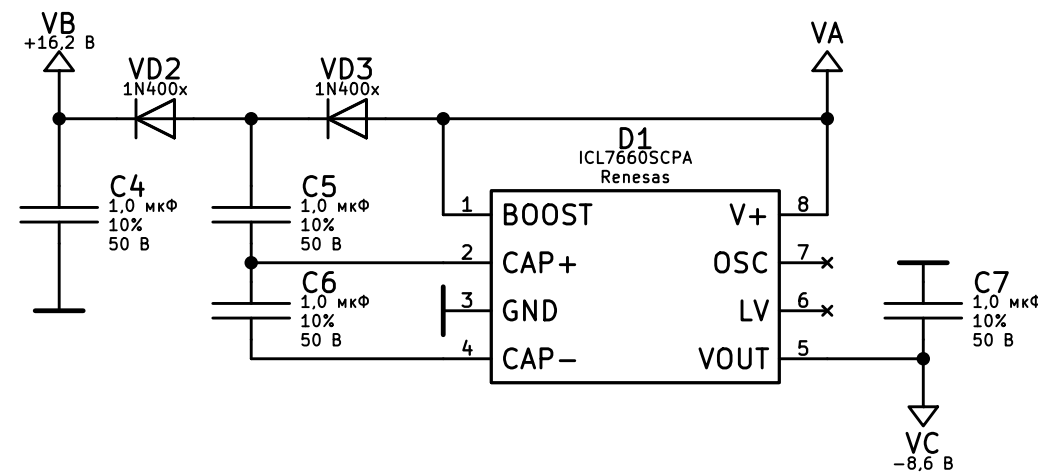 VB
+16,2 В
VA
VD2
1N400x
VD3
1N400x
D1
ICL7660SCPA
Renesas
C4
1,0 мкФ
10%
50 В
C5
1,0 мкФ
10%
50 В
1
BOOST
V+
8
2
CAP+
OSC
7
C6
1,0 мкФ
10%
50 В
3
GND
LV
6
C7
1,0 мкФ
10%
50 В
4
CAP-
VOUT
5
VC
-8,6 В